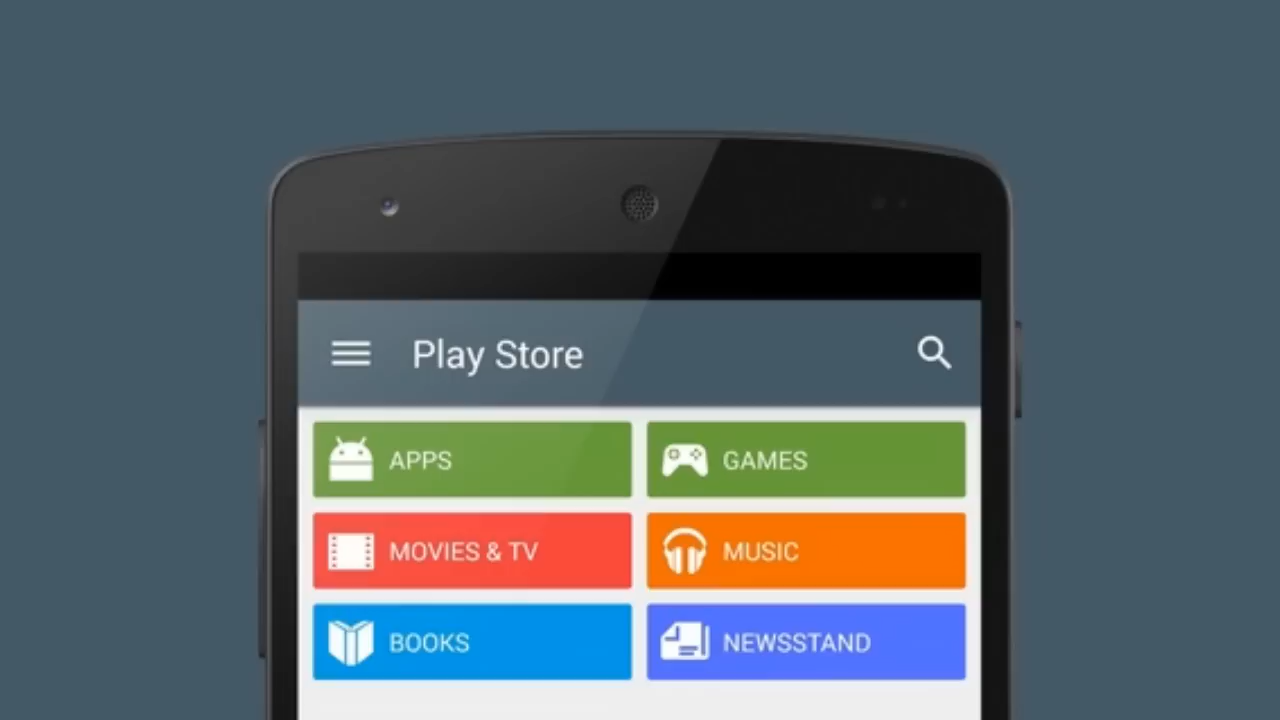 Play Store
APPS
GAMES
MOVIES & TV
MUSIC
BOOKS
NEWSSTAND